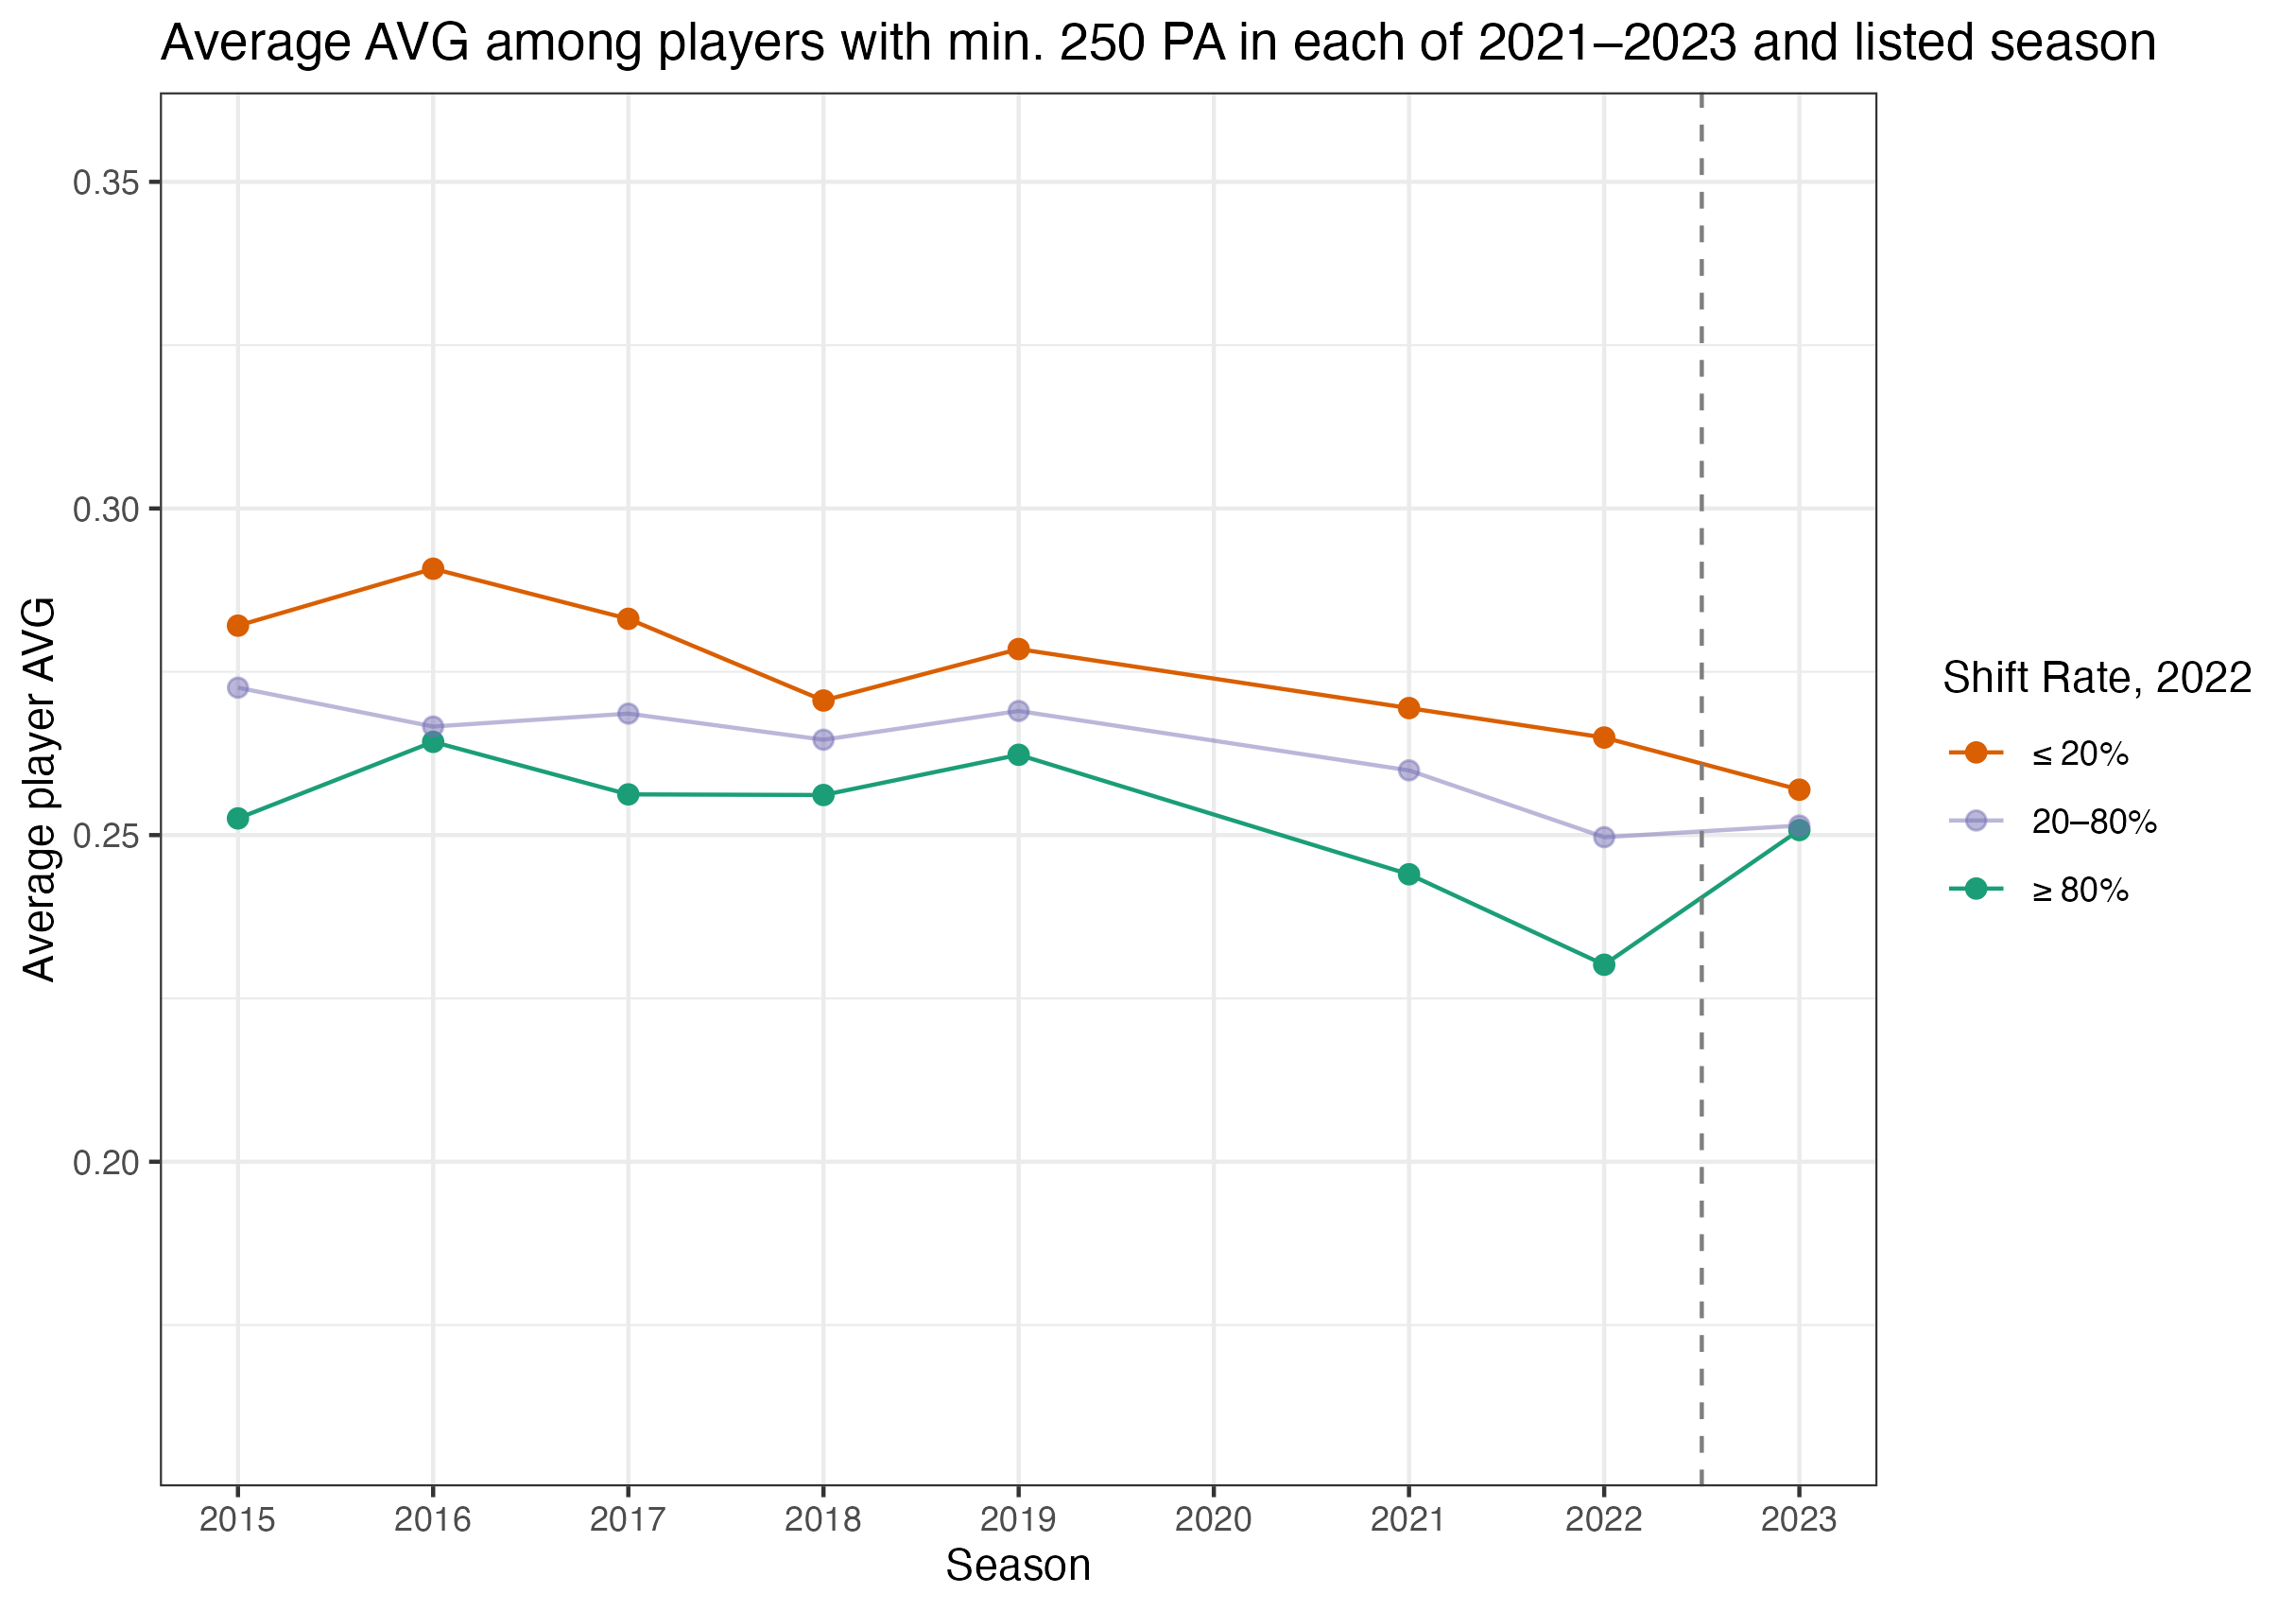 Average AVG among players with min. 250 PA in each of 2021–2023 and listed season
Average player AVG
0.35
0.30
0.25
0.20
2015 2016 2017 2018 2019 2020 2021 2022 2023
Season
Shift Rate, 2022
≤ 20%
20–80%
≥ 80%